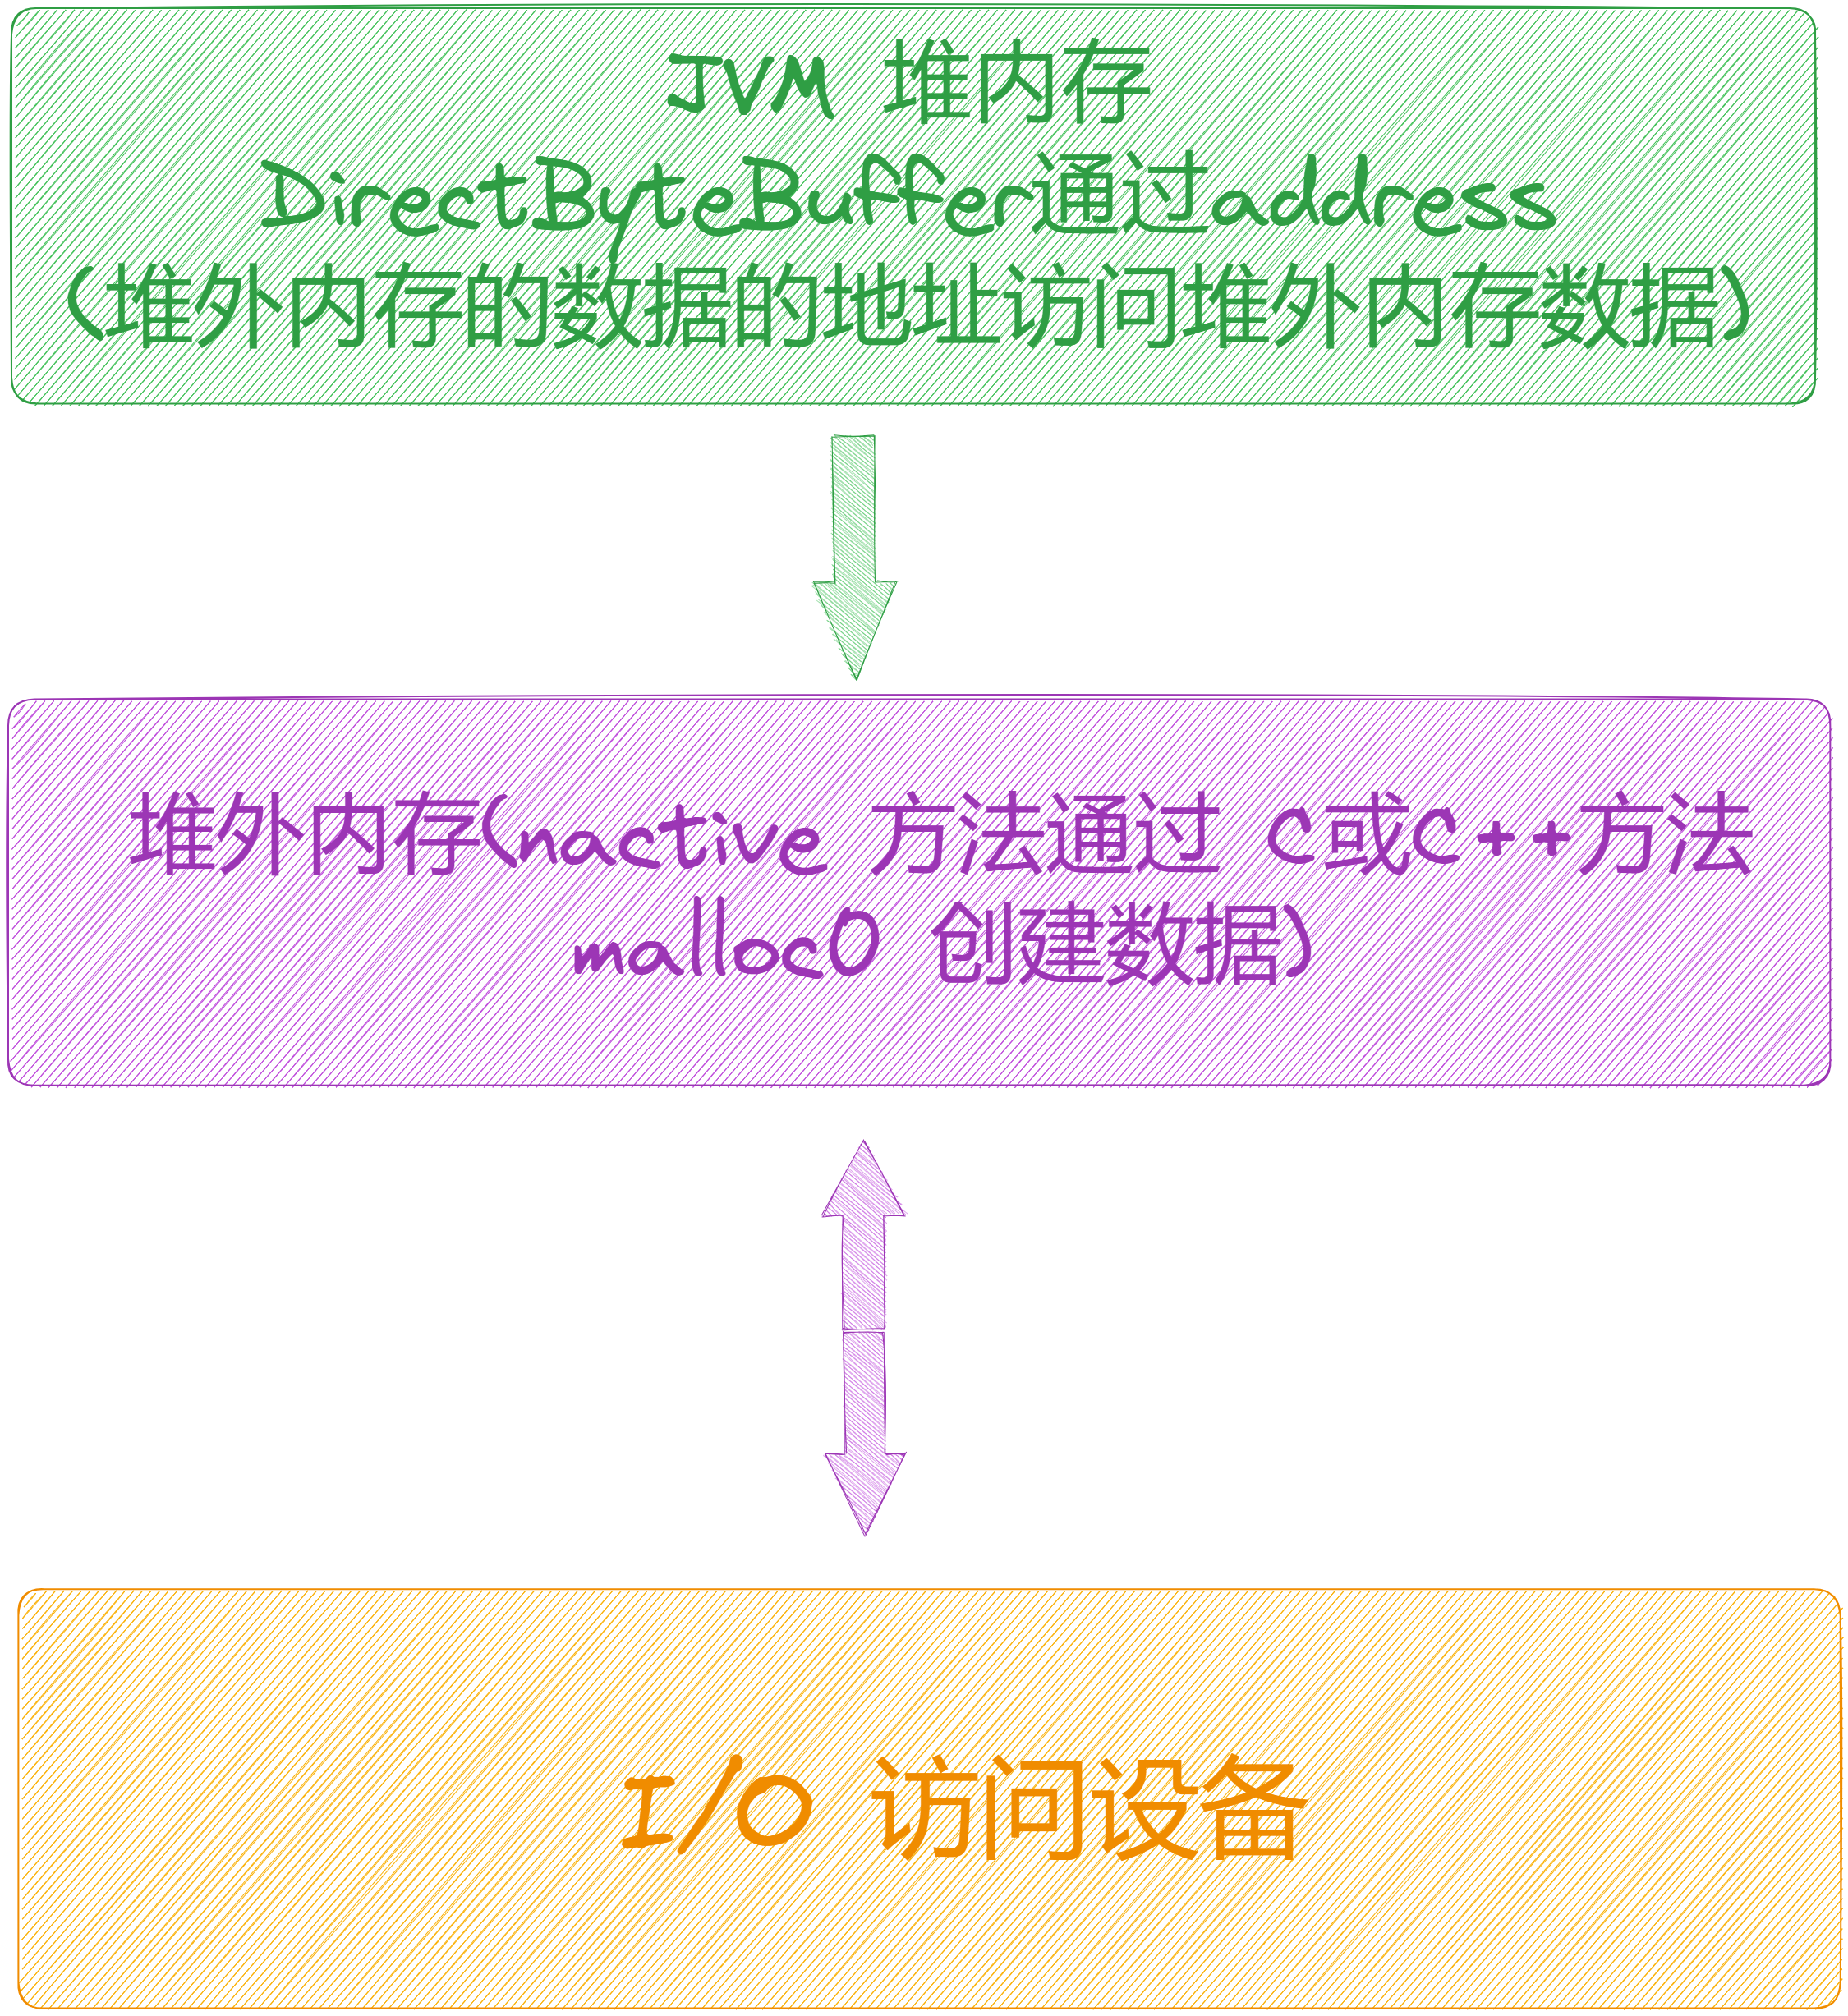 JVM 堆内存
DirectByteBuffer通过address
(堆外内存的数据的地址访问堆外内存数据)
堆外内存(nactive 方法通过 C或C++方法
malloc() 创建数据)
I/O 访问设备